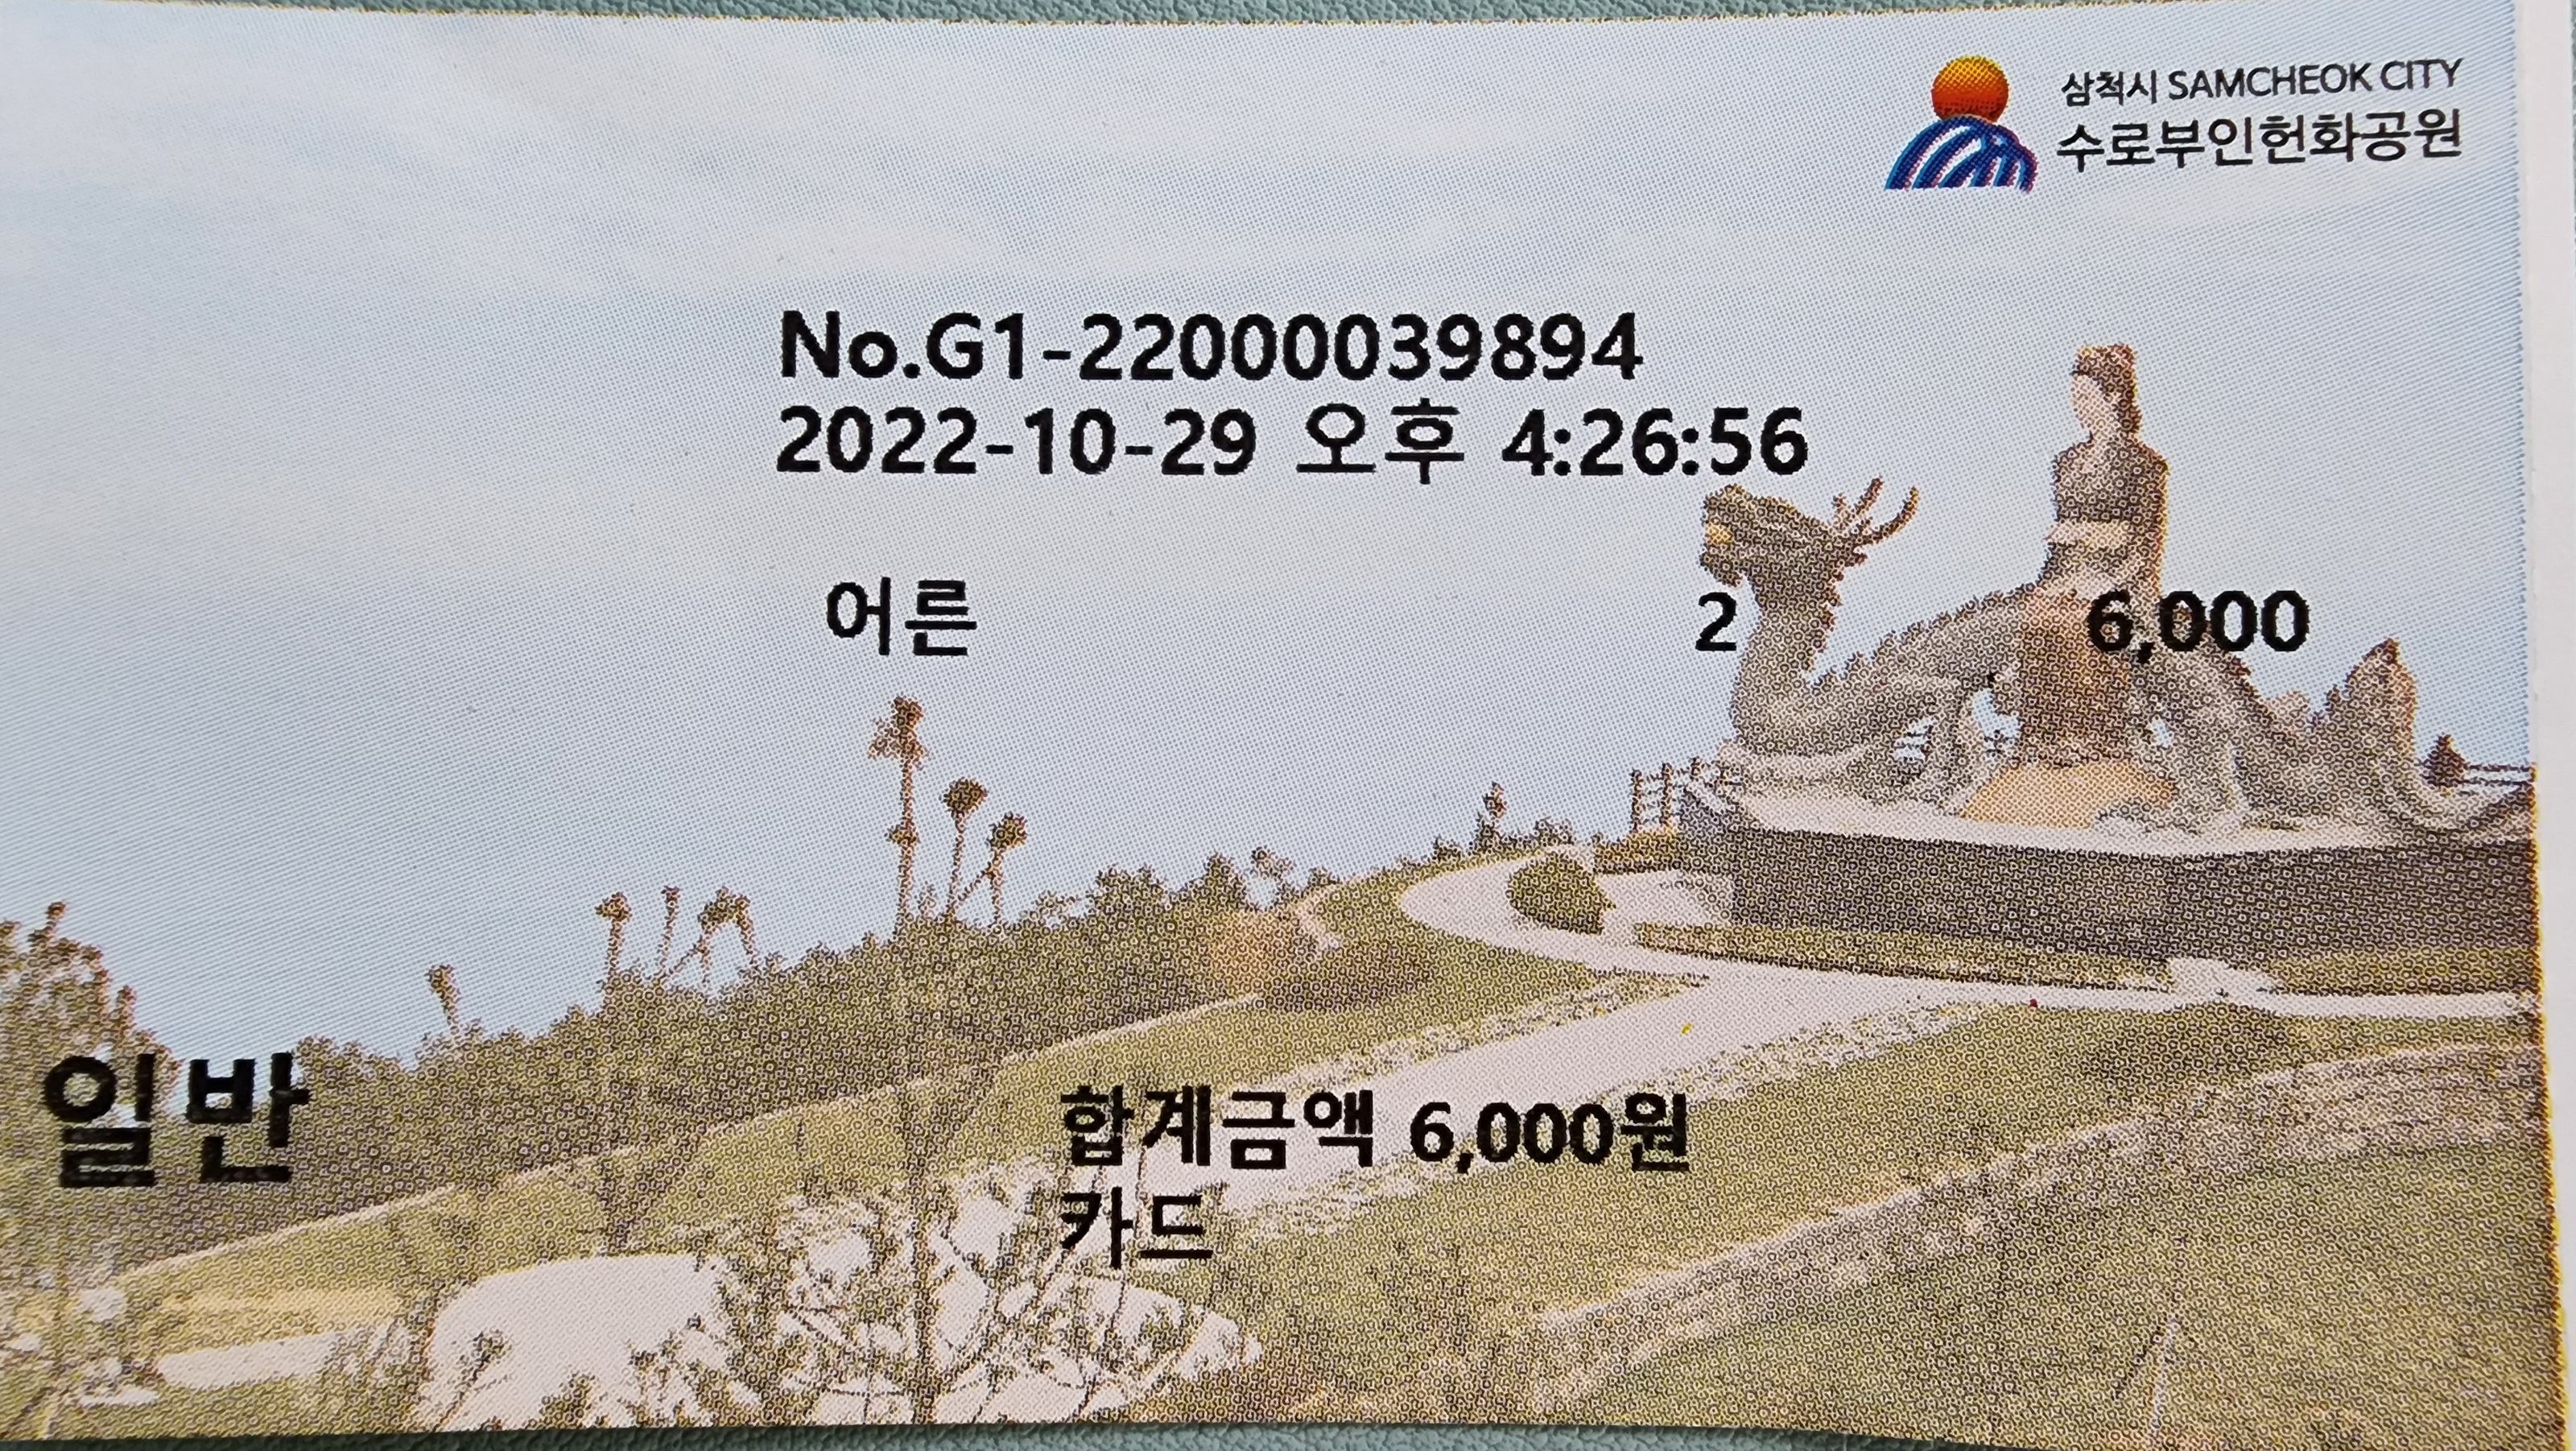 삼척시 SAMCHEOK CITY
수로부인헌화공원
No.G1-22000039894
2022-10-29 오후 4:26:56
어른 2 6,000
일반
합계금액 6,000원
카드